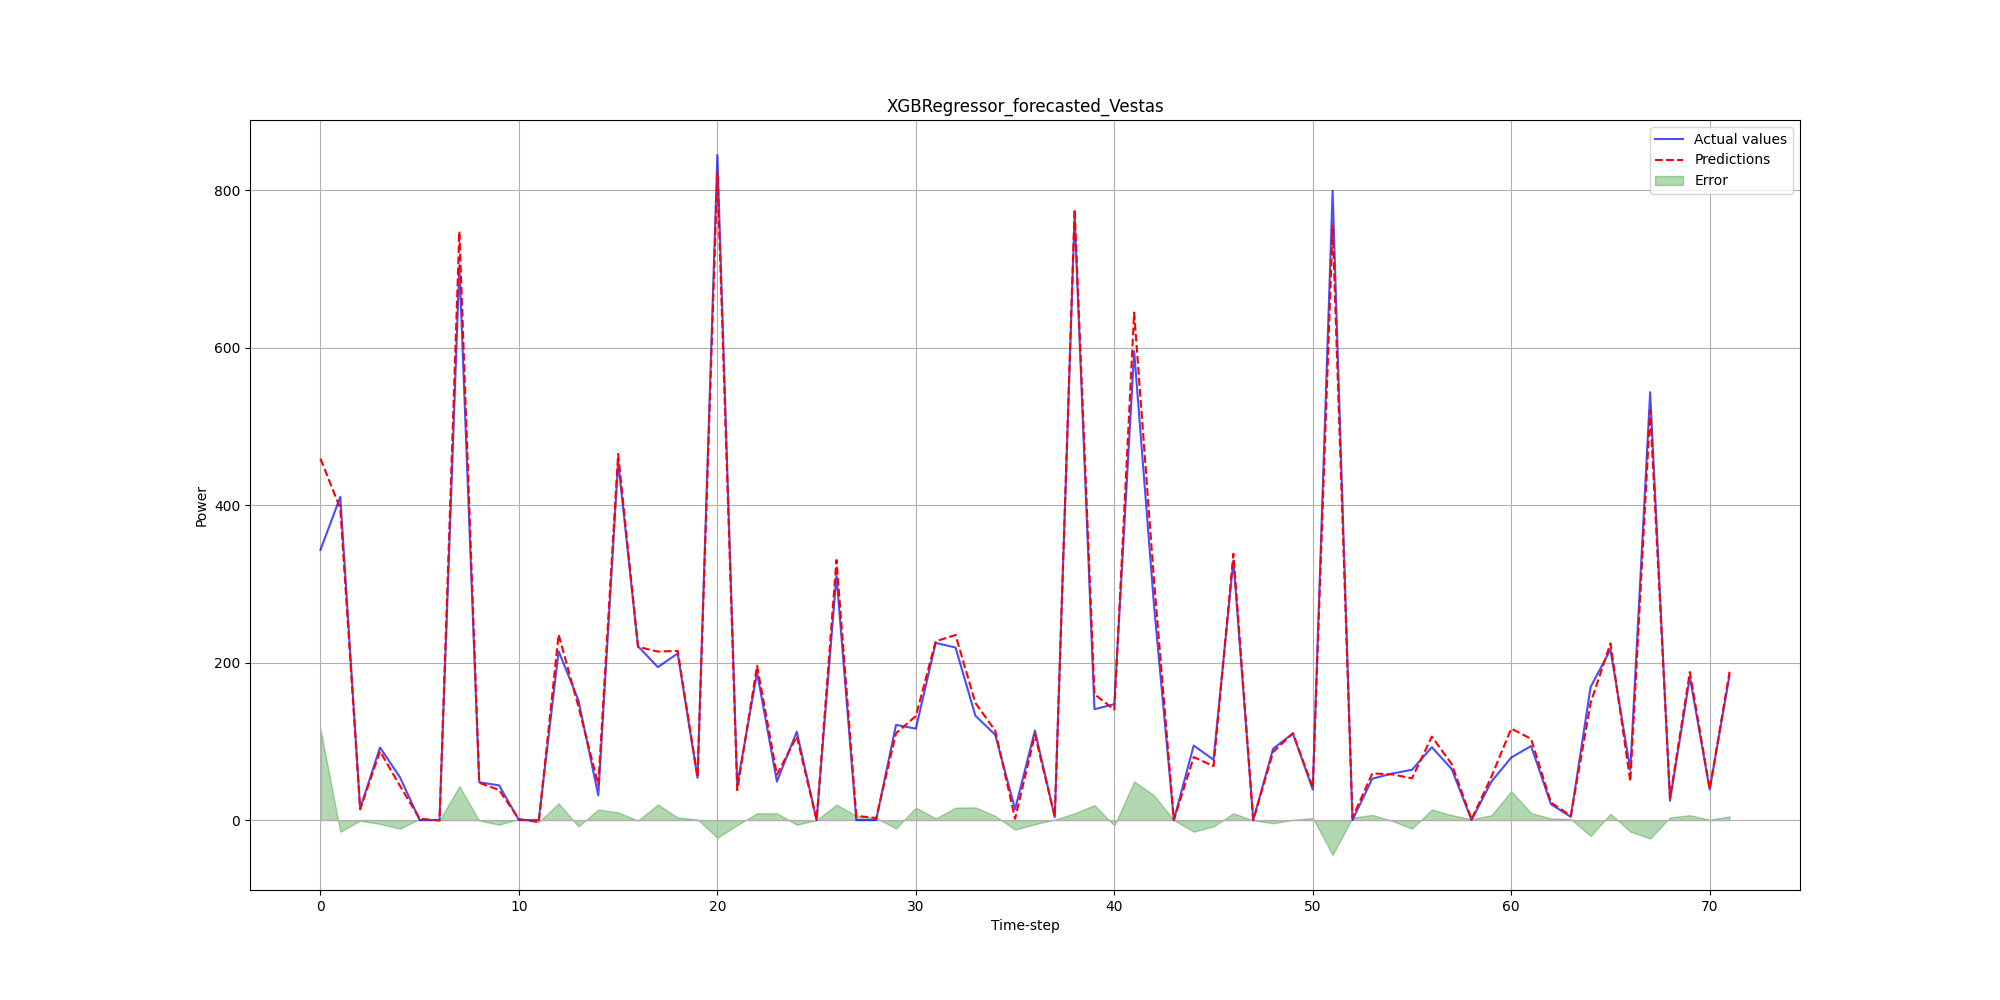 XGBRegressor_forecasted_Vestas
Actual values
Predictions
Error
800
600
400
200
0
Power
0 10 20 30 40 50 60 70
Time-step